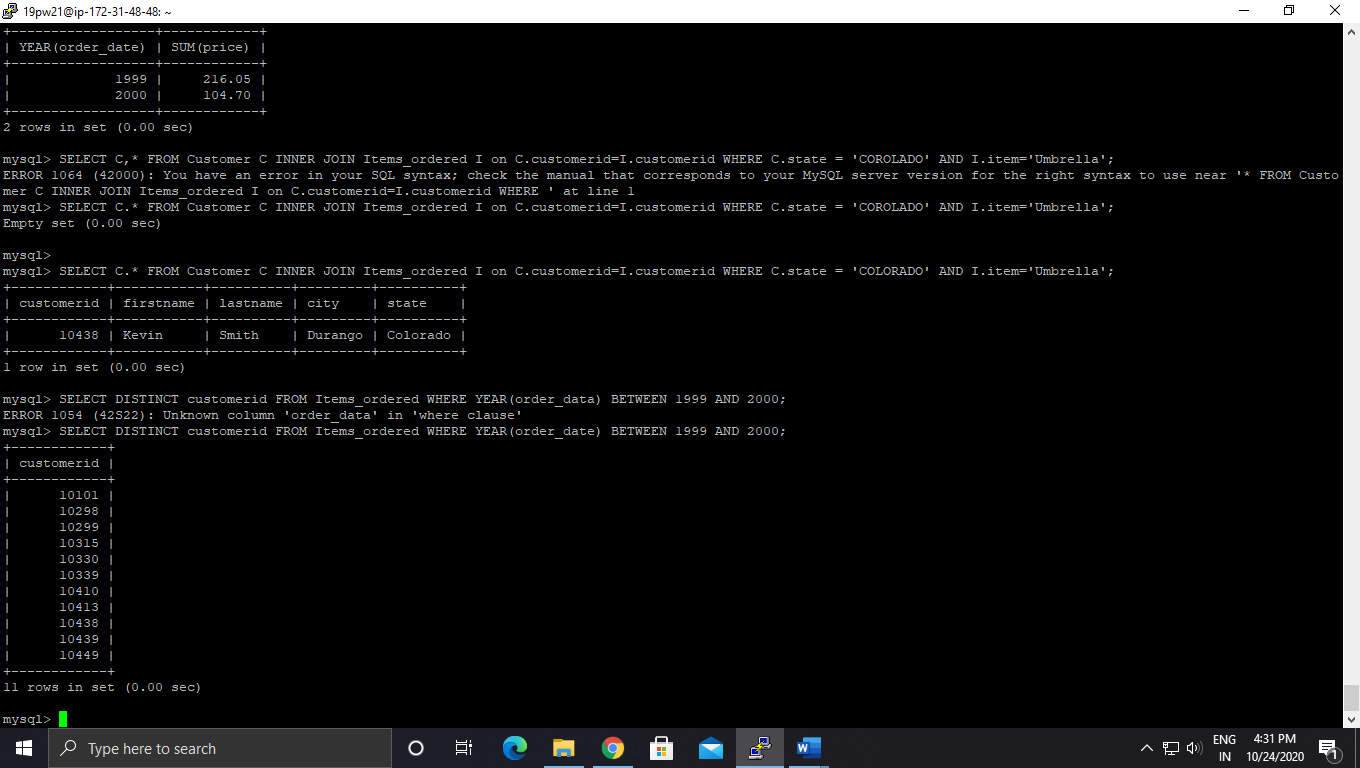 19pw21@ip-172-31-48-48: ~
+------------------+------------+
| YEAR(order_date) | SUM(price) |
+------------------+------------+
|             1999 |     216.05 |
|             2000 |     104.70 |
+------------------+------------+
2 rows in set (0.00 sec)
mysql> SELECT C,* FROM Customer C INNER JOIN Items_ordered I on C.customerid=I.customerid WHERE C.state = 'COROLADO' AND I.item='Umbrella';
ERROR 1064 (42000): You have an error in your SQL syntax; check the manual that corresponds to your MySQL server version for the right syntax to use near '* FROM Custo
mer C INNER JOIN Items_ordered I on C.customerid=I.customerid WHERE ' at line 1
mysql> SELECT C.* FROM Customer C INNER JOIN Items_ordered I on C.customerid=I.customerid WHERE C.state = 'COROLADO' AND I.item='Umbrella';
Empty set (0.00 sec)
mysql>
mysql> SELECT C.* FROM Customer C INNER JOIN Items_ordered I on C.customerid=I.customerid WHERE C.state = 'COLORADO' AND I.item='Umbrella';
+------------+-----------+----------+---------+----------+
| customerid | firstname | lastname | city    | state    |
+------------+-----------+----------+---------+----------+
|      10438 | Kevin     | Smith    | Durango | Colorado |
+------------+-----------+----------+---------+----------+
1 row in set (0.00 sec)
mysql> SELECT DISTINCT customerid FROM Items_ordered WHERE YEAR(order_data) BETWEEN 1999 AND 2000;
ERROR 1054 (42S22): Unknown column 'order_data' in 'where clause'
mysql> SELECT DISTINCT customerid FROM Items_ordered WHERE YEAR(order_date) BETWEEN 1999 AND 2000;
+------------+
| customerid |
+------------+
|      10101 |
|      10298 |
|      10299 |
|      10315 |
|      10330 |
|      10339 |
|      10410 |
|      10413 |
|      10438 |
|      10439 |
|      10449 |
+------------+
11 rows in set (0.00 sec)
mysql>
Type here to search
W
ENG
IN
4:31 PM
10/24/2020
1